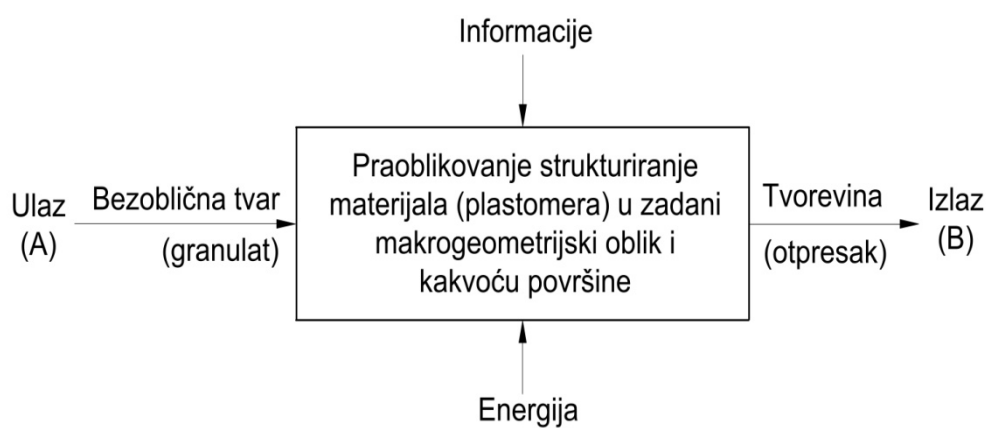 Informacije
Ulaz
(A)
Bezoblična tvar
(granulat)
Praoblikovanje strukturiranje
materijala (plastomera) u zadani
makrogeometrijski oblik i
kakvoću površine
Tvorevina
(otpresak)
Izlaz
(B)
Energija